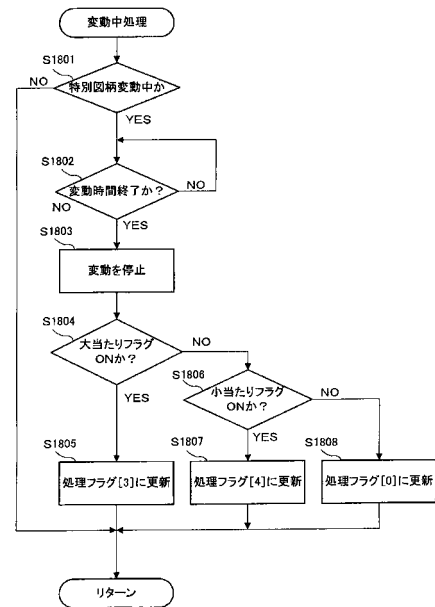 変動中処理
S1801
NO
特別図柄変動中か
YES
S1802
変動時間終了か?
NO
NO
YES
S1803
変動を停止
S1804
大当たりフラグ
ONか?
NO
YES
S1806
小当たりフラグ
ONか?
NO
YES
S1805
処理フラグ[3]に更新
S1807
処理フラグ[4]に更新
S1808
処理フラグ[0]に更新
リターン